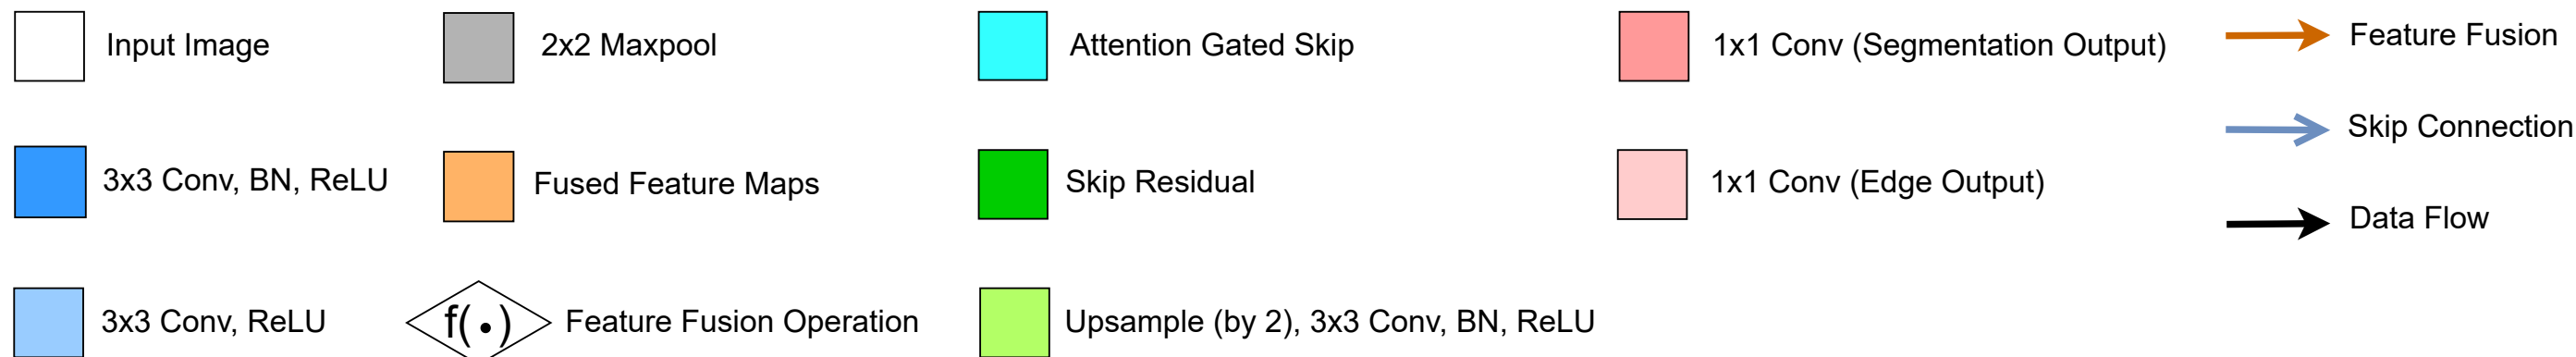 Input Image
2x2 Maxpool
Attention Gated Skip
1x1 Conv (Segmentation Output)
Feature Fusion
Skip Connection
3x3 Conv, BN, ReLU
Fused Feature Maps
Skip Residual
1x1 Conv (Edge Output)
Data Flow
3x3 Conv, ReLU
f(•)
Feature Fusion Operation
Upsample (by 2), 3x3 Conv, BN, ReLU